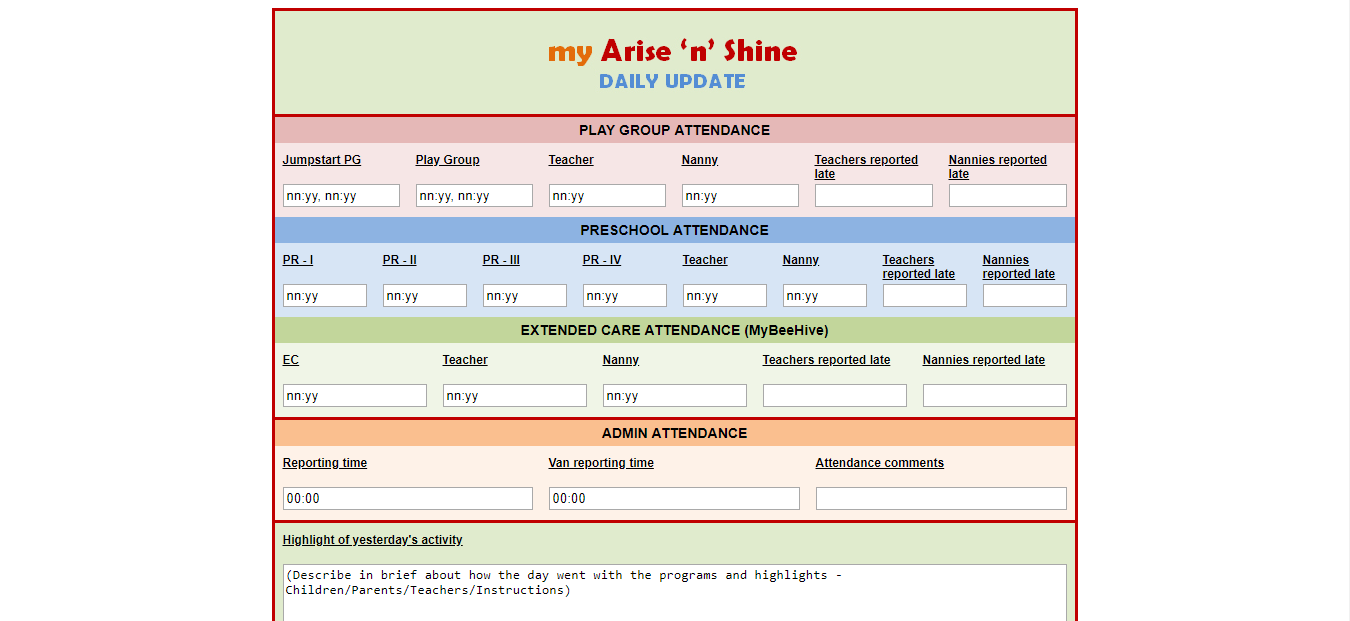 my Arise ‘n’ Shine
DAILY UPDATE
PLAY GROUP ATTENDANCE
Jumpstart PG Play Group Teacher Nanny Teachers reported late Nannies reported late
nn:yy, nn:yy nn:yy, nn:yy nn:yy nn:yy
PRESCHOOL ATTENDANCE
PR - I PR - II PR - III PR - IV Teacher Nanny Teachers reported late Nannies reported late
nn:yy nn:yy nn:yy nn:yy nn:yy nn:yy
EXTENDED CARE ATTENDANCE (MyBeeHive)
EC Teacher Nanny Teachers reported late Nannies reported late
nn:yy nn:yy nn:yy
ADMIN ATTENDANCE
Reporting time Van reporting time Attendance comments
00:00 00:00
Highlight of yesterday's activity
(Describe in brief about how the day went with the programs and highlights -
Children/Parents/Teachers/Instructions)